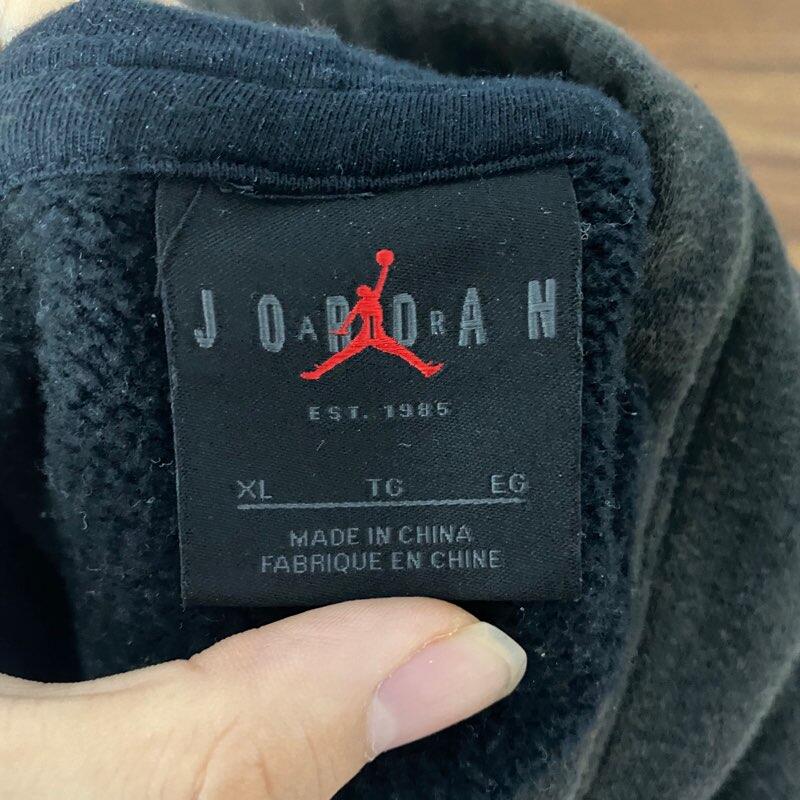 JORDAN
AIR
EST. 1985
XL TG EG
MADE IN CHINA
FABRIQUE EN CHINE